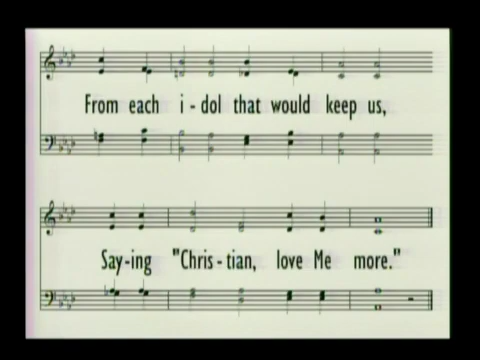 From each i - dol that would keep us,
Say-ing "Chris - tian, love Me more."